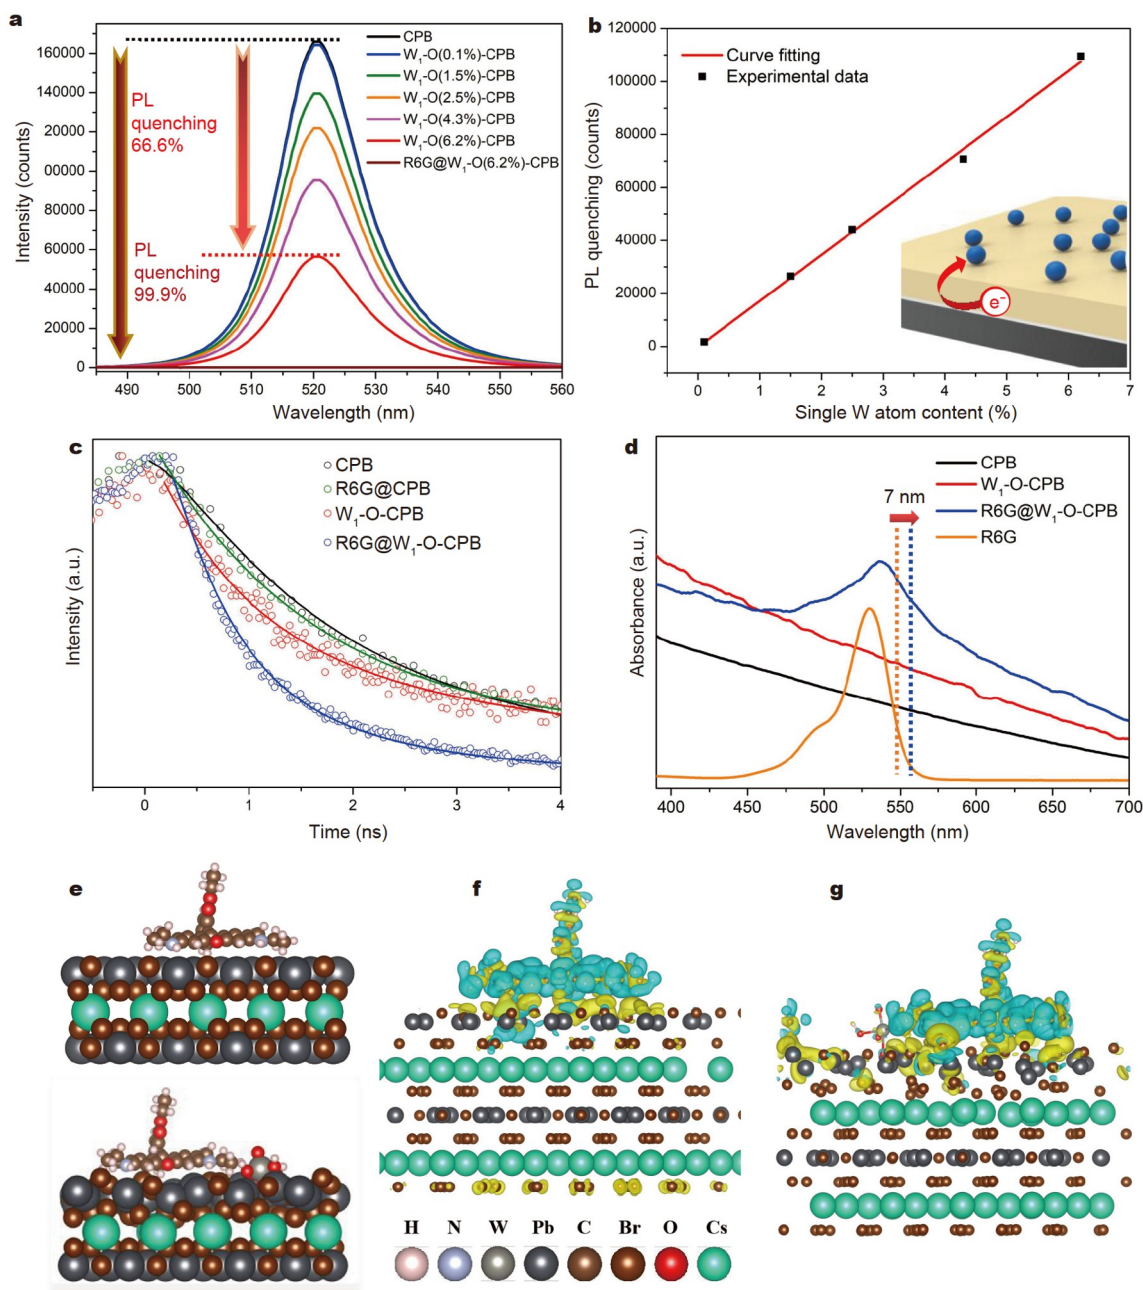 a
CPB
W₁-O(0.1%)-CPB
W₁-O(1.5%)-CPB
W₁-O(2.5%)-CPB
W₁-O(4.3%)-CPB
W₁-O(6.2%)-CPB
R6G@W₁-O(6.2%)-CPB
PL
quenching
66.6%
PL
quenching
99.9%
Intensity (counts)
160000
140000
120000
00000
80000
60000
40000
20000
0
490 500 510 520 530 540 550 560
Wavelength (nm)
b
Curve fitting
Experimental data
PL quenching (counts)
120000
100000
80000
60000
40000
20000
0
e⁻
0 1 2 3 4 5 6 7
Single W atom content (%)
c
CPB
R6G@CPB
W₁-O-CPB
R6G@W₁-O-CPB
Intensity (a.u.)
0 1 2 3 4
Time (ns)
d
CPB
W₁-O-CPB
R6G@W₁-O-CPB
R6G
7 nm
Absorbance (a.u.)
400 450 500 550 600 650 700
Wavelength (nm)
e
f
g
H N W Pb C Br O Cs